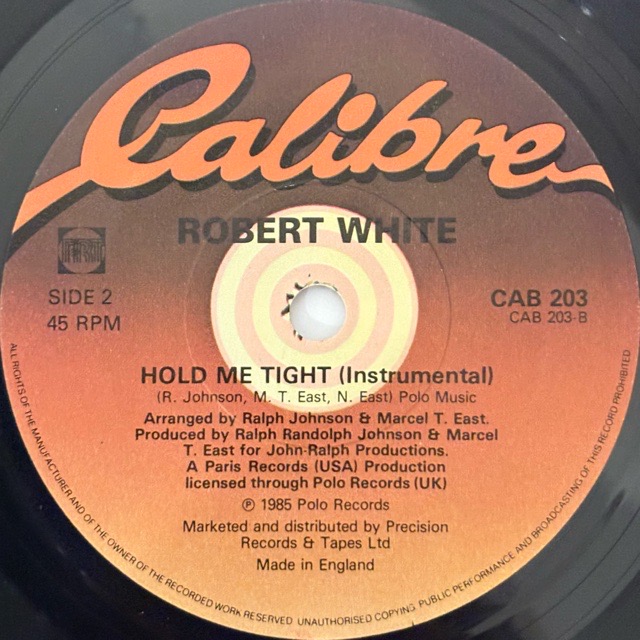 Calibre
ROBERT WHITE
SIDE 2
45 RPM
CAB 203
CAB 203-B
HOLD ME TIGHT (Instrumental)
(R. Johnson, M. T. East, N. East) Polo Music
Arranged by Ralph Johnson & Marcel T. East.
Produced by Ralph Randolph Johnson & Marcel
T. East for John-Ralph Productions.
A Paris Records (USA) Production
licensed through Polo Records (UK)
℗ 1985 Polo Records
Marketed and distributed by Precision
Records & Tapes Ltd
Made in England
ALL RIGHTS OF THE MANUFACTURER AND OF THE OWNER OF THE RECORDED WORK RESERVED UNAUTHORISED COPYING, PUBLIC PERFORMANCE AND BROADCASTING OF THIS RECORD PROHIBITED